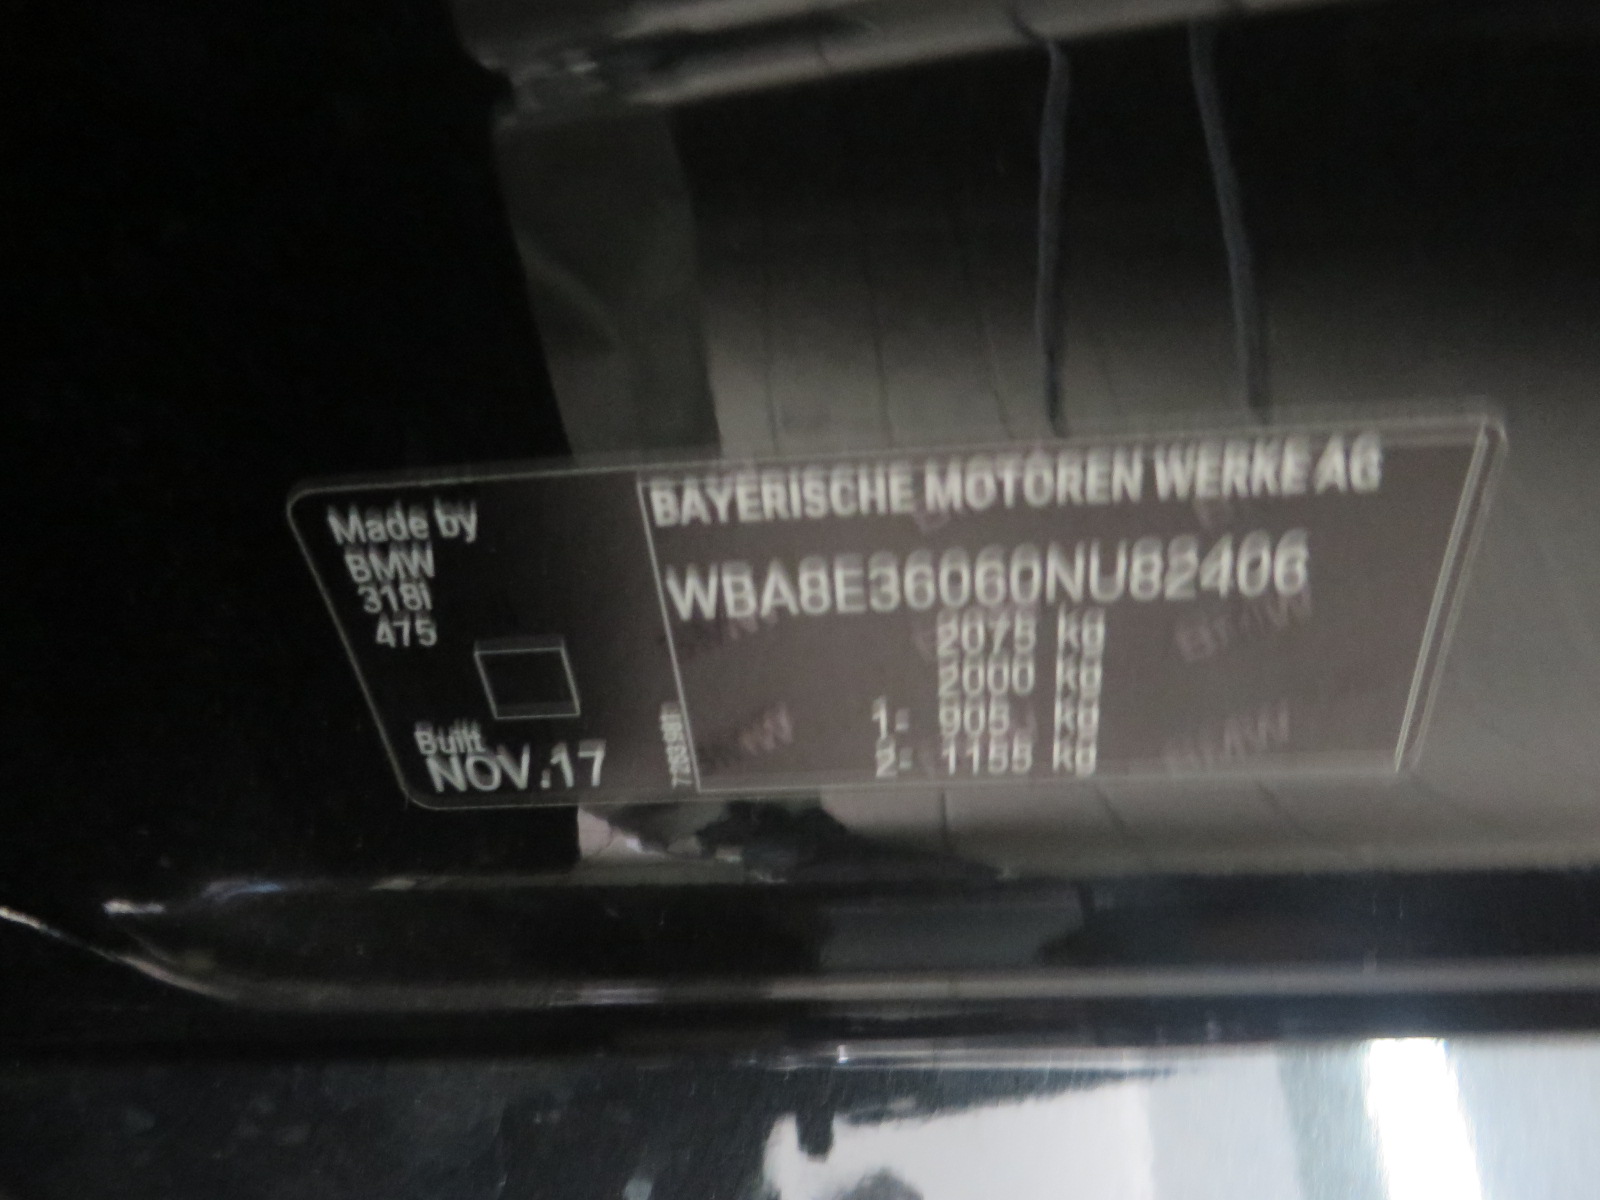 Made by
BMW
318i
475
Built
NOV.17
BAYERISCHE MOTOREN WERKE AG
WBA8E36060NU82406
2075 kg
2000 kg
1- 905 kg
2- 1155 kg